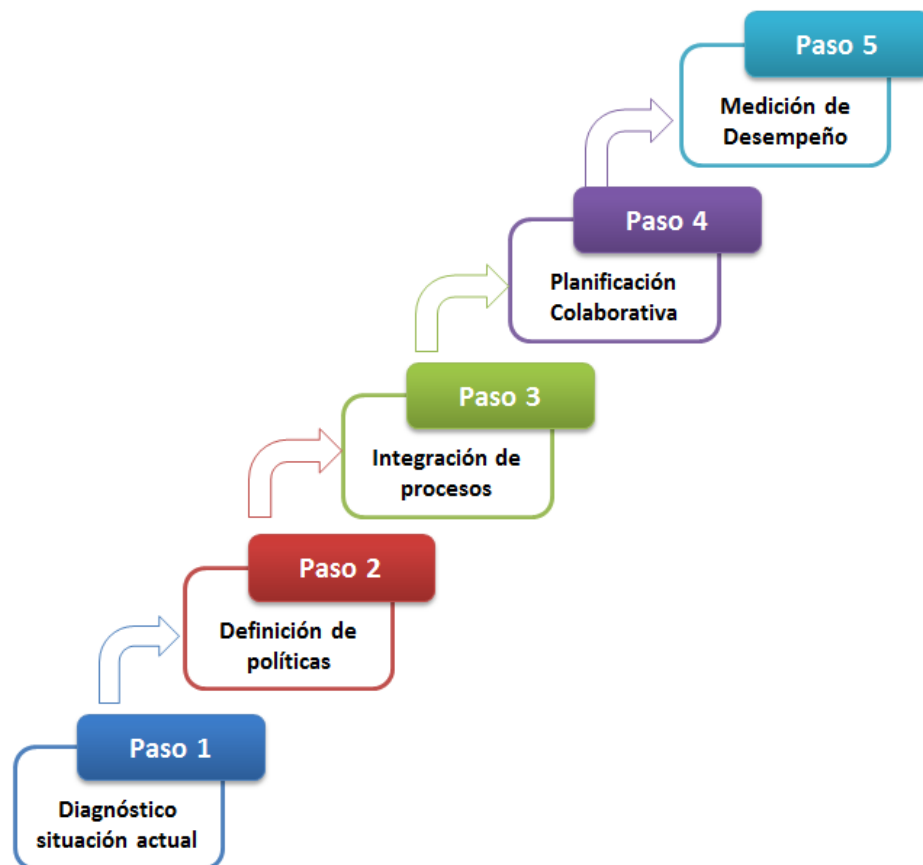 Paso 5
Medición de
Desempeño
Paso 4
Planificación
Colaborativa
Paso 3
Integración de
procesos
Paso 2
Definición de
políticas
Paso 1
Diagnóstico
situación actual